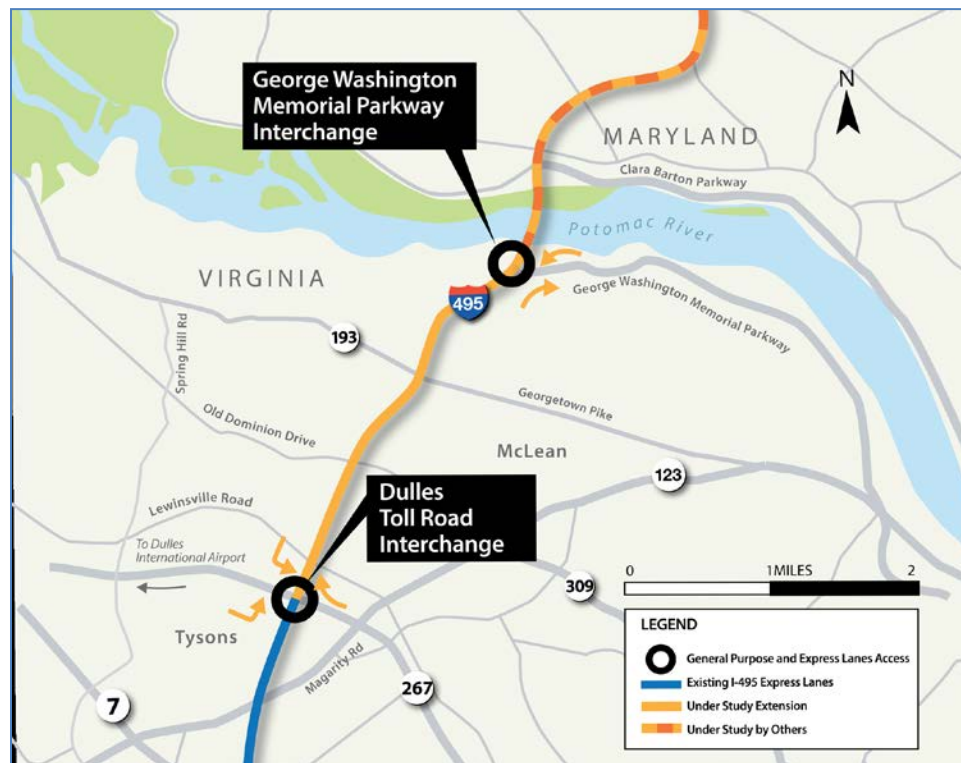 George Washington
Memorial Parkway
Interchange
N
MARYLAND
Clara Barton Parkway
Potomac River
VIRGINIA
495
George Washington Memorial Parkway
193
Spring Hill Rd
Old Dominion Drive
Georgetown Pike
McLean
123
Dulles
Toll Road
Interchange
Lewinsville Road
To Dulles
International Airport
309
Tysons
Magarity Rd
267
7
0 1 MILES 2
LEGEND
General Purpose and Express Lanes Access
Existing I-495 Express Lanes
Under Study Extension
Under Study by Others